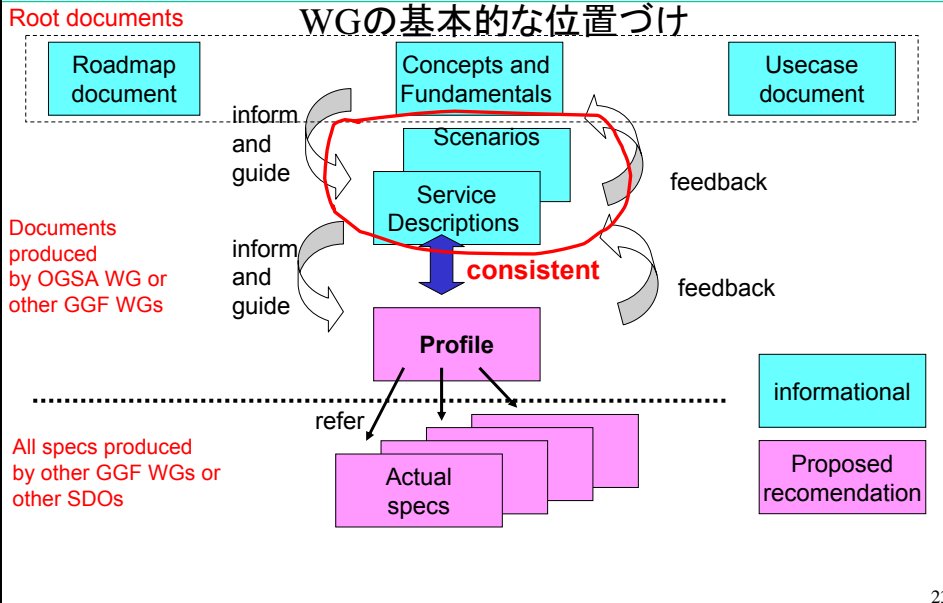 Root documents
WGの基本的な位置づけ
Roadmap
document
Concepts and
Fundamentals
Usecase
document
inform
and
guide
Scenarios
Service
Descriptions
feedback
Documents
produced
by OGSA WG or
other GGF WGs
inform
and
guide
consistent
feedback
Profile
informational
refer
All specs produced
by other GGF WGs or
other SDOs
Actual
specs
Proposed
recomendation